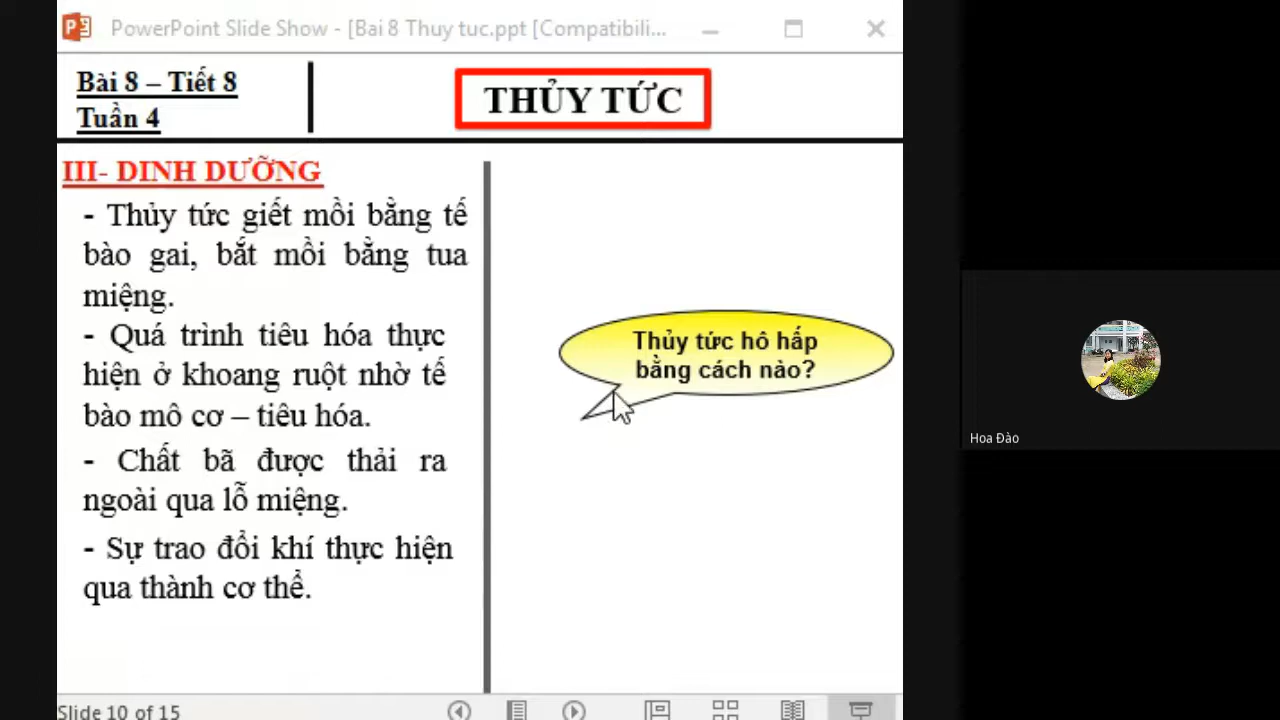 PowerPoint Slide Show - [Bai 8 Thuy tuc.ppt [Compatibili...
Bài 8 – Tiết 8
Tuần 4
THỦY TỨC
III- DINH DƯỠNG
- Thủy tức giết mồi bằng tế
bào gai, bắt mồi bằng tua
miệng.
- Quá trình tiêu hóa thực
hiện ở khoang ruột nhờ tế
bào mô cơ – tiêu hóa.
- Chất bã được thải ra
ngoài qua lỗ miệng.
- Sự trao đổi khí thực hiện
qua thành cơ thể.
Thủy tức hô hấp
bằng cách nào?
Hoa Đào
Slide 10 of 15